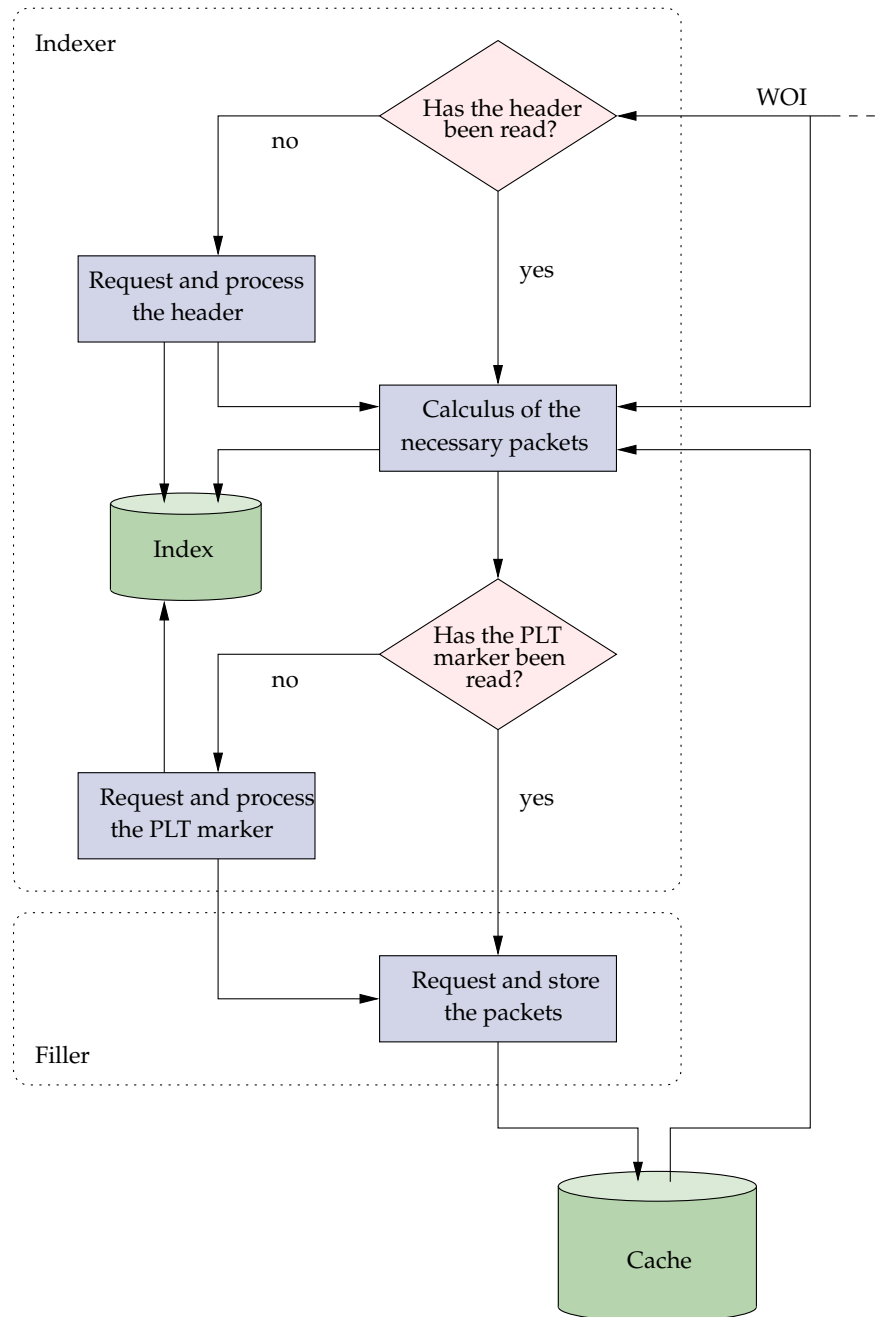 Indexer
Has the header
been read?
WOI
no
yes
Request and process
the header
Calculus of the
necessary packets
Index
Has the PLT
marker been
read?
no
yes
Request and process
the PLT marker
Request and store
the packets
Filler
Cache